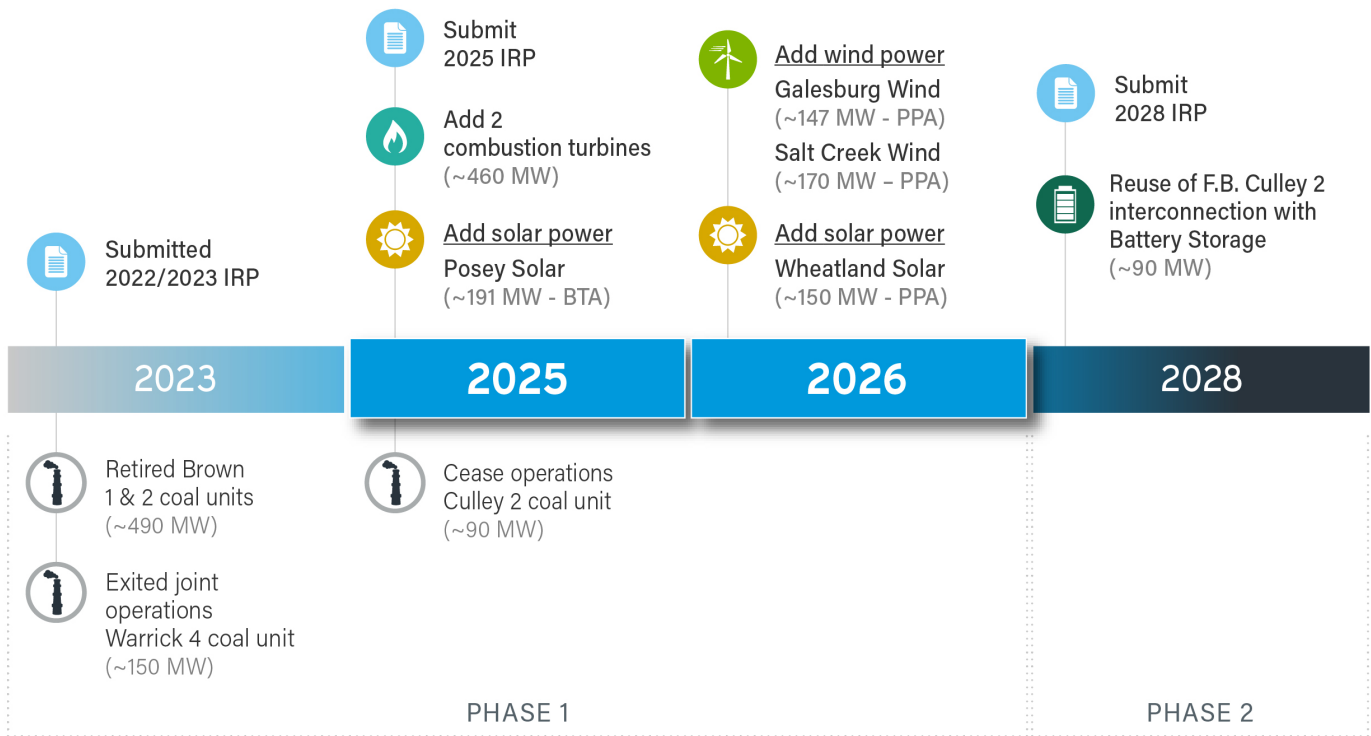 Submitted
2022/2023 IRP
Submit
2025 IRP
Add 2
combustion turbines
(~460 MW)
Add solar power
Posey Solar
(~191 MW - BTA)
Add wind power
Galesburg Wind
(~147 MW - PPA)
Salt Creek Wind
(~170 MW – PPA)
Add solar power
Wheatland Solar
(~150 MW - PPA)
Submit
2028 IRP
Reuse of F.B. Culley 2
interconnection with
Battery Storage
(~90 MW)
2023
2025
2026
2028
Retired Brown
1 & 2 coal units
(~490 MW)
Exited joint
operations
Warrick 4 coal unit
(~150 MW)
Cease operations
Culley 2 coal unit
(~90 MW)
PHASE 1
PHASE 2